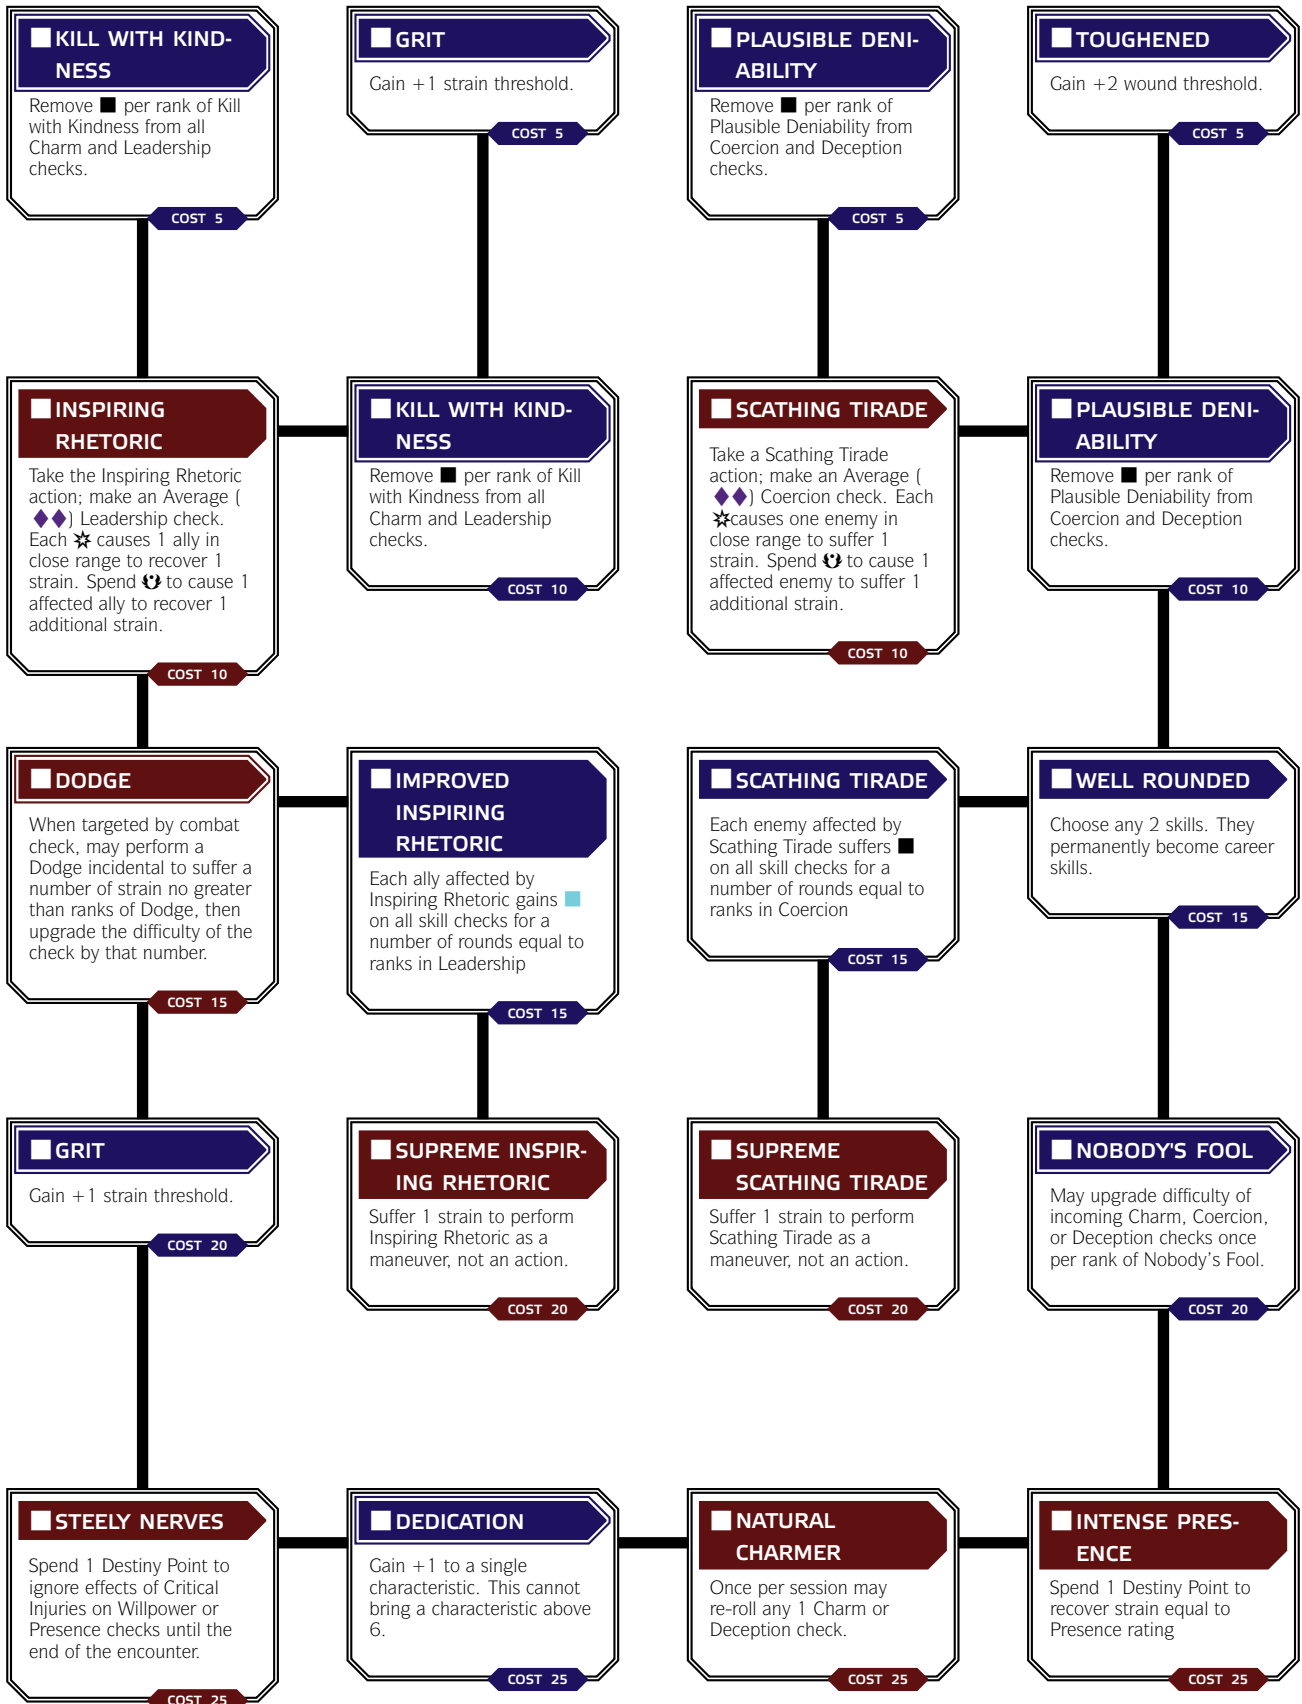 KILL WITH KIND-
NESS
Remove ■ per rank of Kill
with Kindness from all
Charm and Leadership
checks.
COST 5
GRIT
Gain +1 strain threshold.
COST 5
PLAUSIBLE DENI-
ABILITY
Remove ■ per rank of
Plausible Deniability from
Coercion and Deception
checks.
COST 5
TOUGHENED
Gain +2 wound threshold.
COST 5
INSPIRING
RHETORIC
Take the Inspiring Rhetoric
action; make an Average (
◆◆) Leadership check.
Each causes 1 ally in
close range to recover 1
strain. Spend to cause 1
affected ally to recover 1
additional strain.
COST 10
KILL WITH KIND-
NESS
Remove ■ per rank of Kill
with Kindness from all
Charm and Leadership
checks.
COST 10
SCATHING TIRADE
Take a Scathing Tirade
action; make an Average (
◆◆) Coercion check. Each
causes one enemy in
close range to suffer 1
strain. Spend to cause 1
affected enemy to suffer 1
additional strain.
COST 10
PLAUSIBLE DENI-
ABILITY
Remove ■ per rank of
Plausible Deniability from
Coercion and Deception
checks.
COST 10
DODGE
When targeted by combat
check, may perform a
Dodge incidental to suffer a
number of strain no greater
than ranks of Dodge, then
upgrade the difficulty of the
check by that number.
COST 15
IMPROVED
INSPIRING
RHETORIC
Each ally affected by
Inspiring Rhetoric gains ■
on all skill checks for a
number of rounds equal to
ranks in Leadership
COST 15
SCATHING TIRADE
Each enemy affected by
Scathing Tirade suffers ■
on all skill checks for a
number of rounds equal to
ranks in Coercion
COST 15
WELL ROUNDED
Choose any 2 skills. They
permanently become career
skills.
COST 15
GRIT
Gain +1 strain threshold.
COST 20
SUPREME INSPIR-
ING RHETORIC
Suffer 1 strain to perform
Inspiring Rhetoric as a
maneuver, not an action.
COST 20
SUPREME
SCATHING TIRADE
Suffer 1 strain to perform
Scathing Tirade as a
maneuver, not an action.
COST 20
NOBODY'S FOOL
May upgrade difficulty of
incoming Charm, Coercion,
or Deception checks once
per rank of Nobody's Fool.
COST 20
STEELY NERVES
Spend 1 Destiny Point to
ignore effects of Critical
Injuries on Willpower or
Presence checks until the
end of the encounter.
COST 25
DEDICATION
Gain +1 to a single
characteristic. This cannot
bring a characteristic above
6.
COST 25
NATURAL
CHARMER
Once per session may
re-roll any 1 Charm or
Deception check.
COST 25
INTENSE PRES-
ENCE
Spend 1 Destiny Point to
recover strain equal to
Presence rating
COST 25